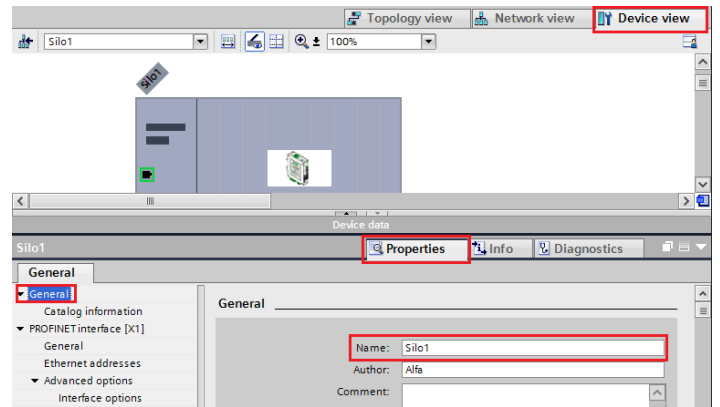 Topology view Network view Device view
Silo1 100%
Silo1
Device data
Silo1 Properties Info Diagnostics
General
General
Catalog information
PROFINET interface [X1]
General
Ethernet addresses
Advanced options
Interface options
General
Name: Silo1
Author: Alfa
Comment: